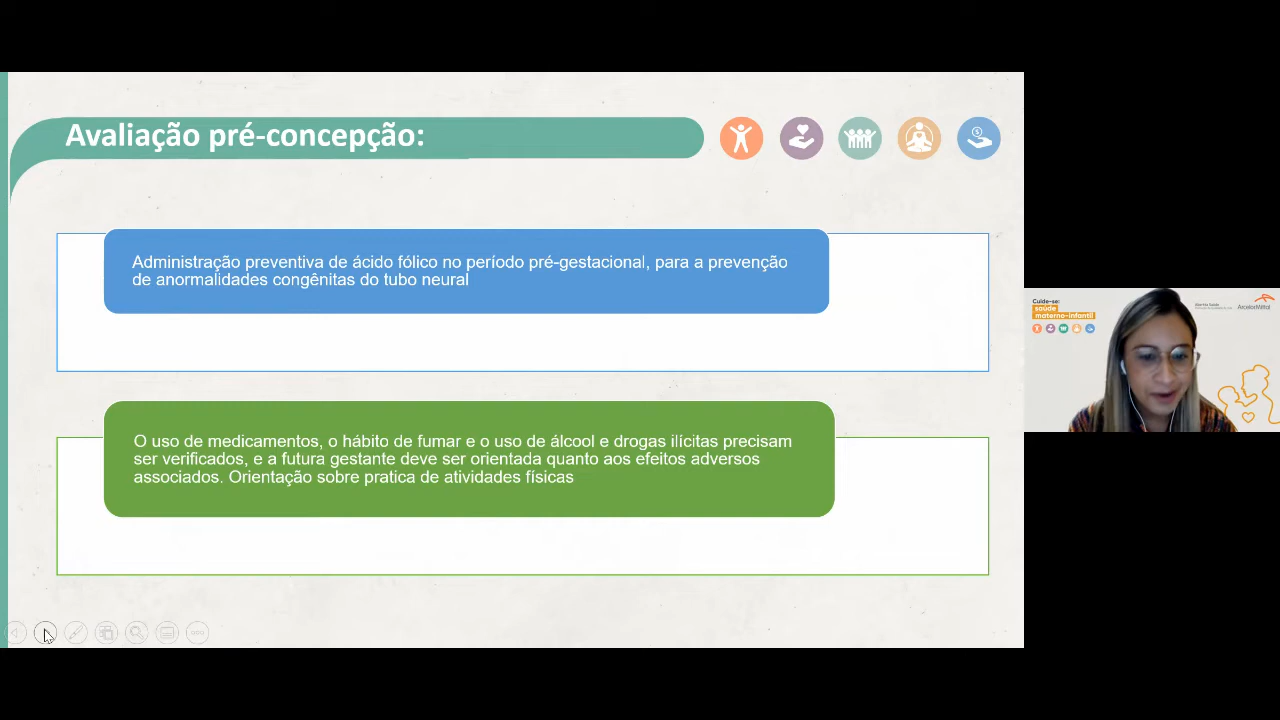 Avaliação pré-concepção:
Administração preventiva de ácido fólico no período pré-gestacional, para a prevenção
de anormalidades congênitas do tubo neural
O uso de medicamentos, o hábito de fumar e o uso de álcool e drogas ilícitas precisam
ser verificados, e a futura gestante deve ser orientada quanto aos efeitos adversos
associados. Orientação sobre pratica de atividades físicas
Cuide-se:
saúde
materno-infantil
ArcelorMittal